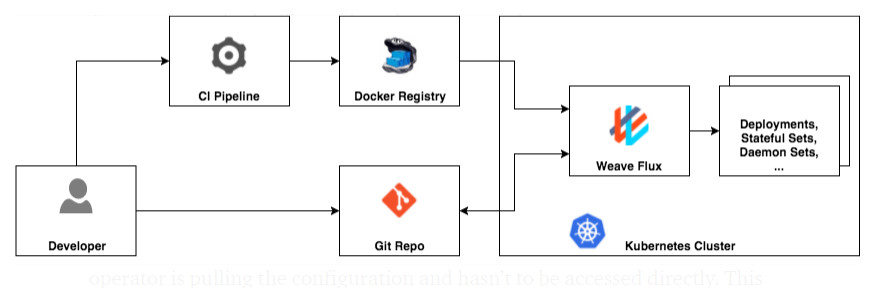 CI Pipeline
Docker Registry
Deployments,
Stateful Sets,
Daemon Sets,
...
Weave Flux
Developer
Git Repo
Kubernetes Cluster
operator is pulling the configuration and hasn't to be accessed directly. This